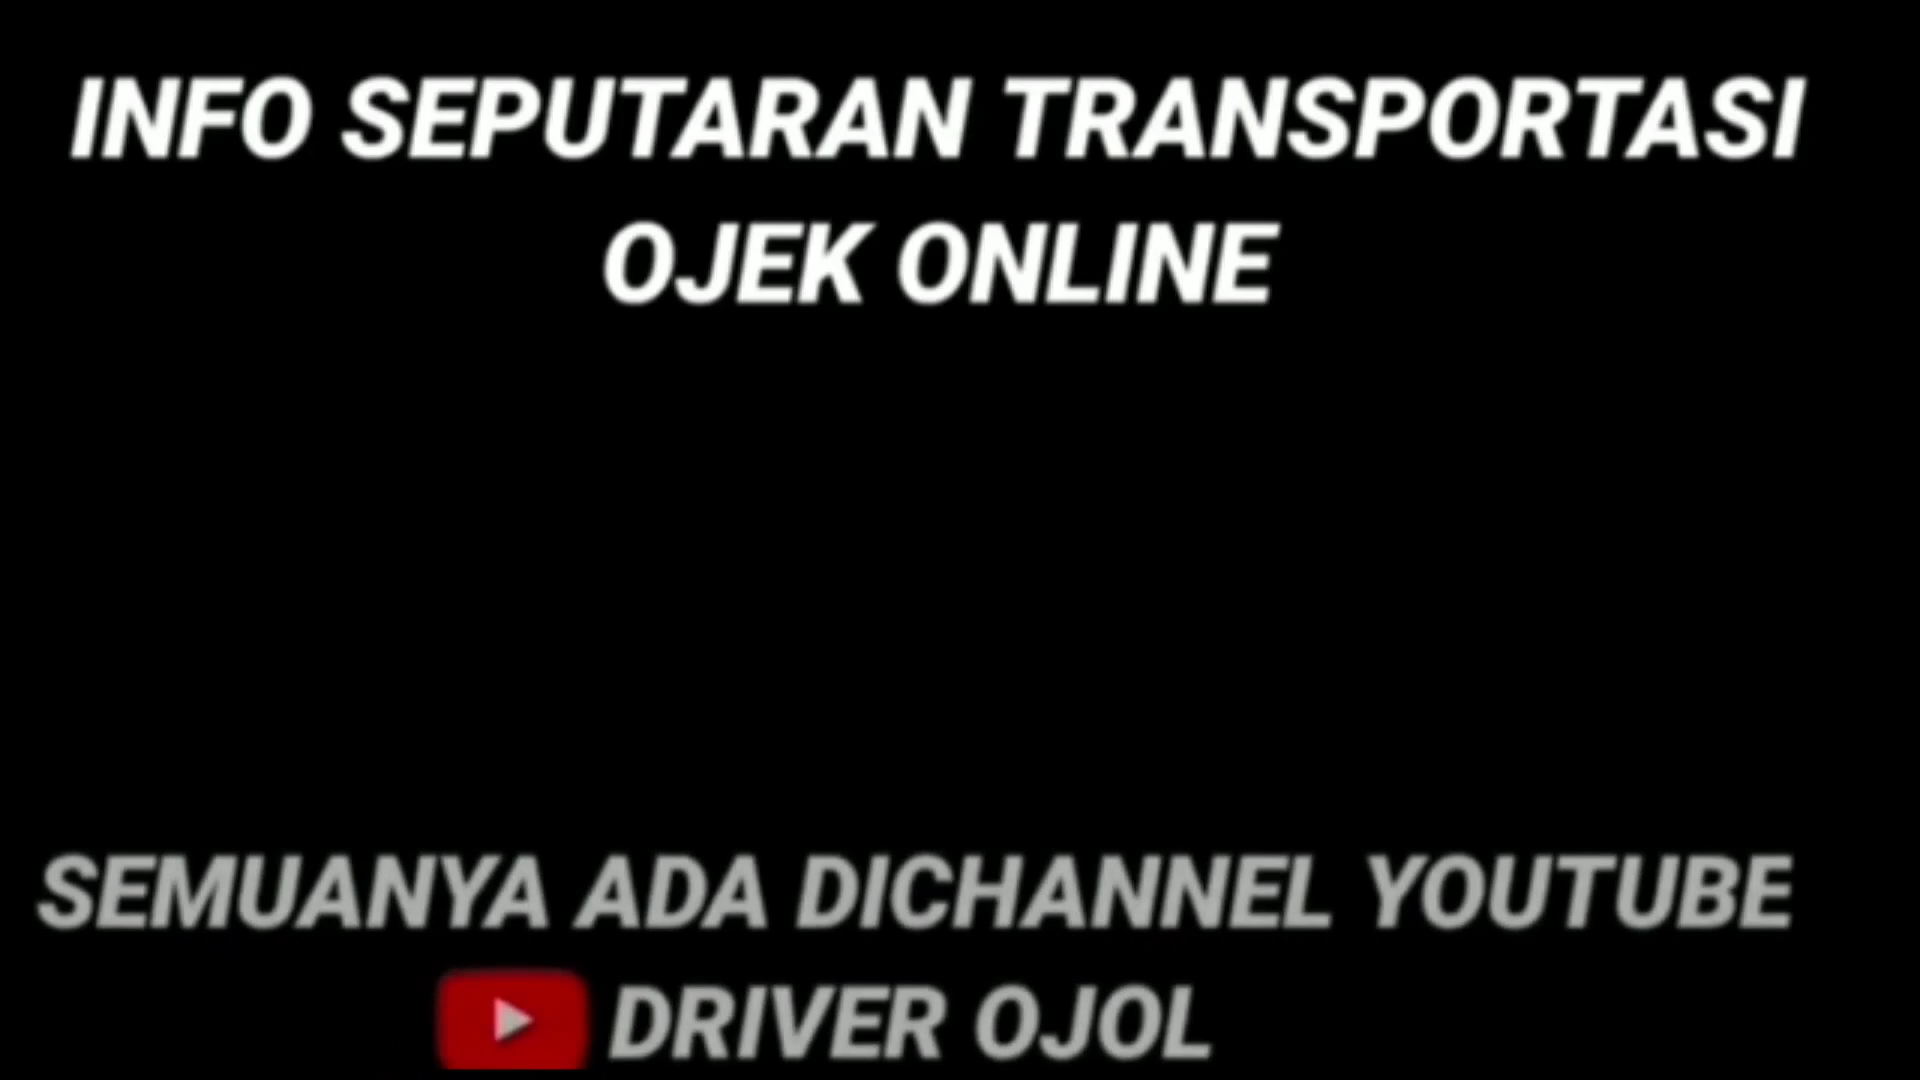 INFO SEPUTARAN TRANSPORTASI
OJEK ONLINE
SEMUANYA ADA DICHANNEL YOUTUBE
DRIVER OJOL